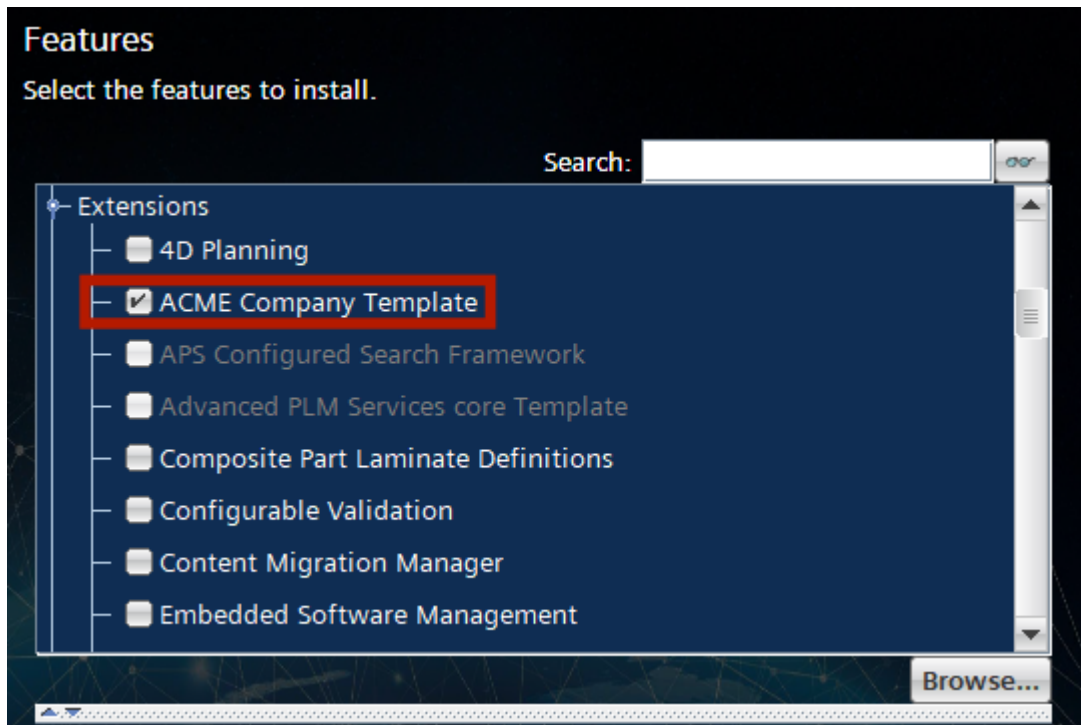 Features
Select the features to install.
Search:
Extensions
4D Planning
ACME Company Template
APS Configured Search Framework
Advanced PLM Services core Template
Composite Part Laminate Definitions
Configurable Validation
Content Migration Manager
Embedded Software Management
Browse...